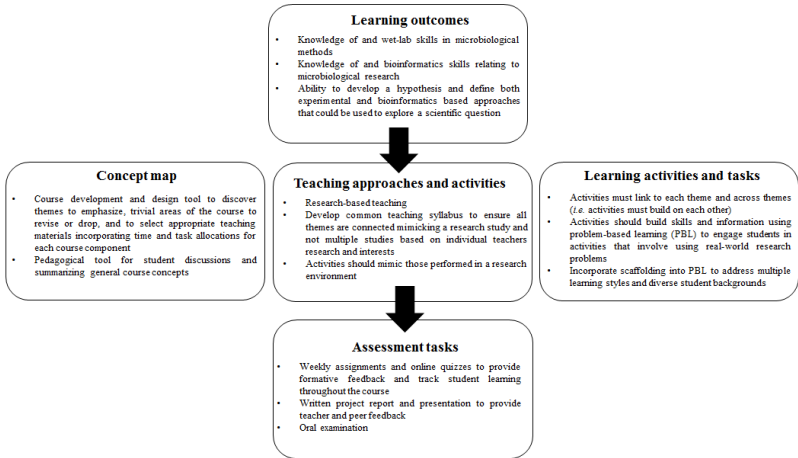 Learning outcomes
• Knowledge of and wet-lab skills in microbiological
methods
• Knowledge of and bioinformatics skills relating to
microbiological research
• Ability to develop a hypothesis and define both
experimental and bioinformatics based approaches
that could be used to explore a scientific question
Concept map
• Course development and design tool to discover
themes to emphasize, trivial areas of the course to
revise or drop, and to select appropriate teaching
materials incorporating time and task allocations for
each course component
• Pedagogical tool for student discussions and
summarizing general course concepts
Teaching approaches and activities
• Research-based teaching
• Develop common teaching syllabus to ensure all
themes are connected mimicking a research study and
not multiple studies based on individual teachers
research and interests
• Activities should mimic those performed in a research
environment
Learning activities and tasks
• Activities must link to each theme and across themes
(i.e. activities must build on each other)
• Activities should build skills and information using
problem-based learning (PBL) to engage students in
activities that involve using real-world research
problems
• Incorporate scaffolding into PBL to address multiple
learning styles and diverse student backgrounds
Assessment tasks
• Weekly assignments and online quizzes to provide
formative feedback and track student learning
throughout the course
• Written project report and presentation to provide
teacher and peer feedback
• Oral examination